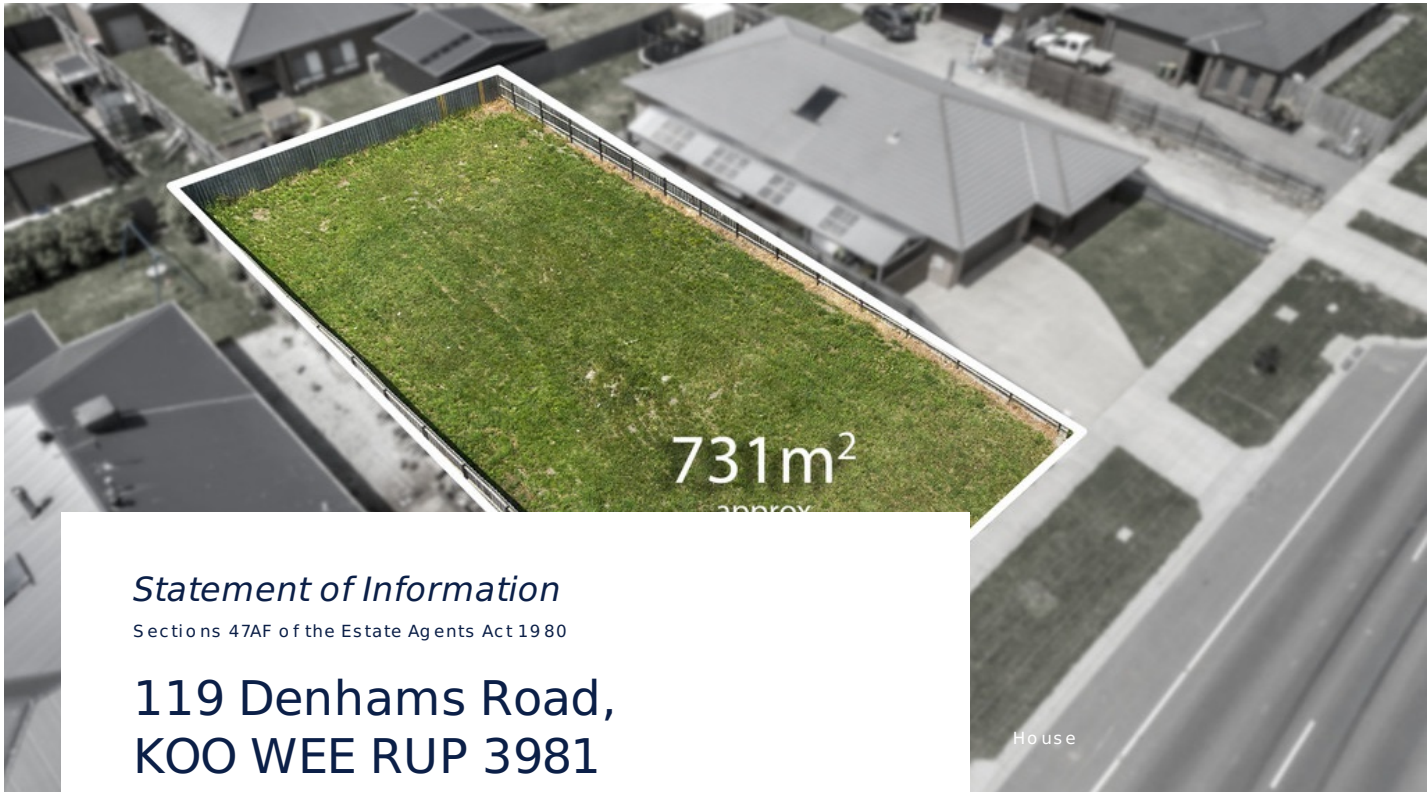 731m²
approx
Statement of Information
Sections 47AF of the Estate Agents Act 1980
119 Denhams Road,
KOO WEE RUP 3981
House